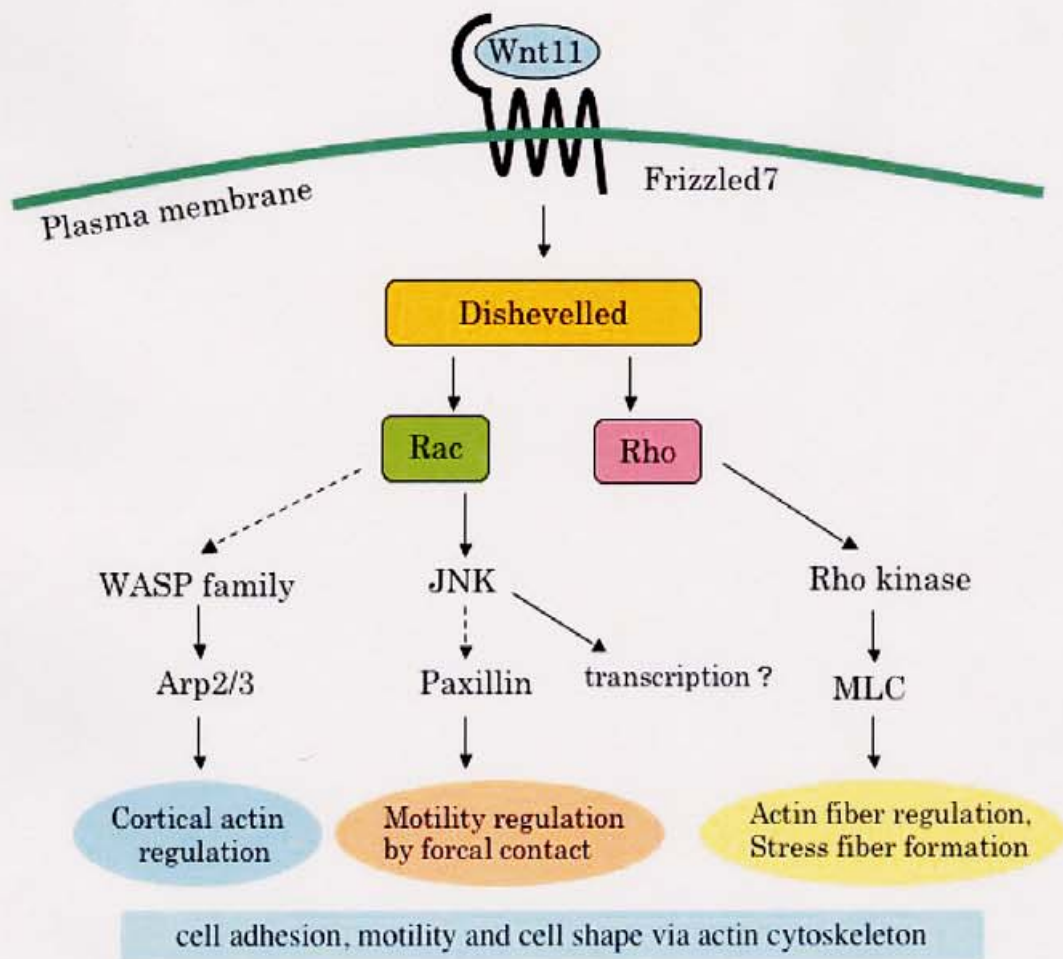 Wnt11
Frizzled7
Plasma membrane
Dishevelled
Rac
Rho
WASP family
JNK
Rho kinase
Arp2/3
Paxillin
transcription ?
MLC
Cortical actin
regulation
Motility regulation
by forcal contact
Actin fiber regulation,
Stress fiber formation
cell adhesion, motility and cell shape via actin cytoskeleton